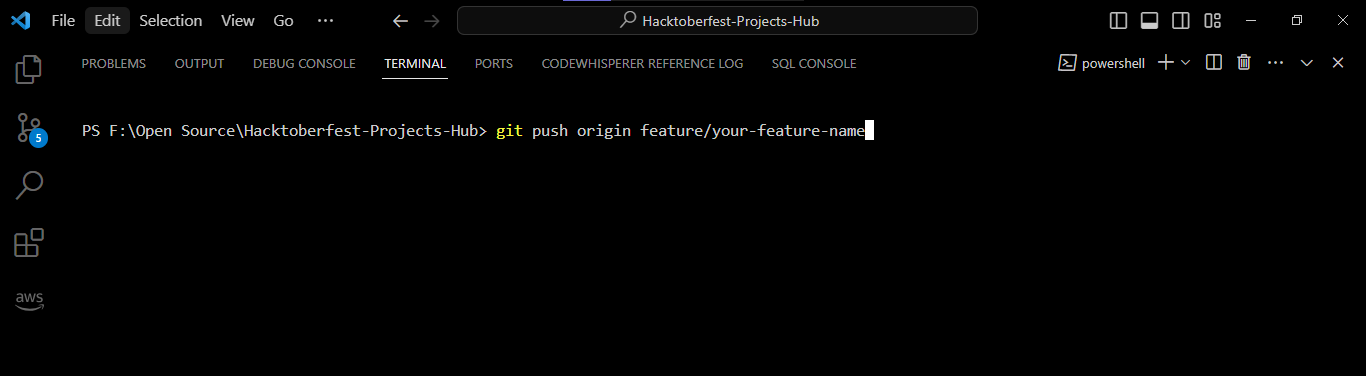 File Edit Selection View Go ··· Hacktoberfest-Projects-Hub
PROBLEMS OUTPUT DEBUG CONSOLE TERMINAL PORTS CODEWHISPERER REFERENCE LOG SQL CONSOLE powershell
PS F:\Open Source\Hacktoberfest-Projects-Hub> git push origin feature/your-feature-name
5
aws